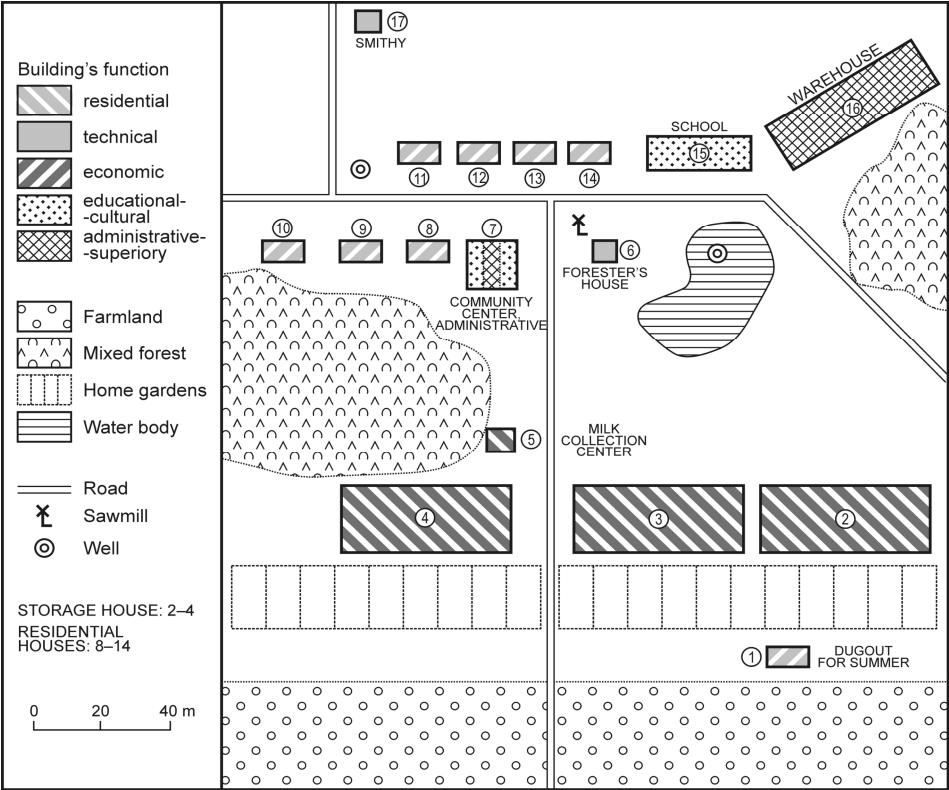 Building's function
residential
technical
economic
educational-
-cultural
administrative-
-superiory
Farmland
Mixed forest
Home gardens
Water body
Road
Sawmill
Well
STORAGE HOUSE: 2–4
RESIDENTIAL
HOUSES: 8–14
0 20 40 m
17
SMITHY
WAREHOUSE
16
SCHOOL
15
11
12
13
14
10
9
8
7
COMMUNITY
CENTER,
ADMINISTRATIVE
6
FORESTER'S
HOUSE
5
MILK
COLLECTION
CENTER
4
3
2
1
DUGOUT
FOR SUMMER